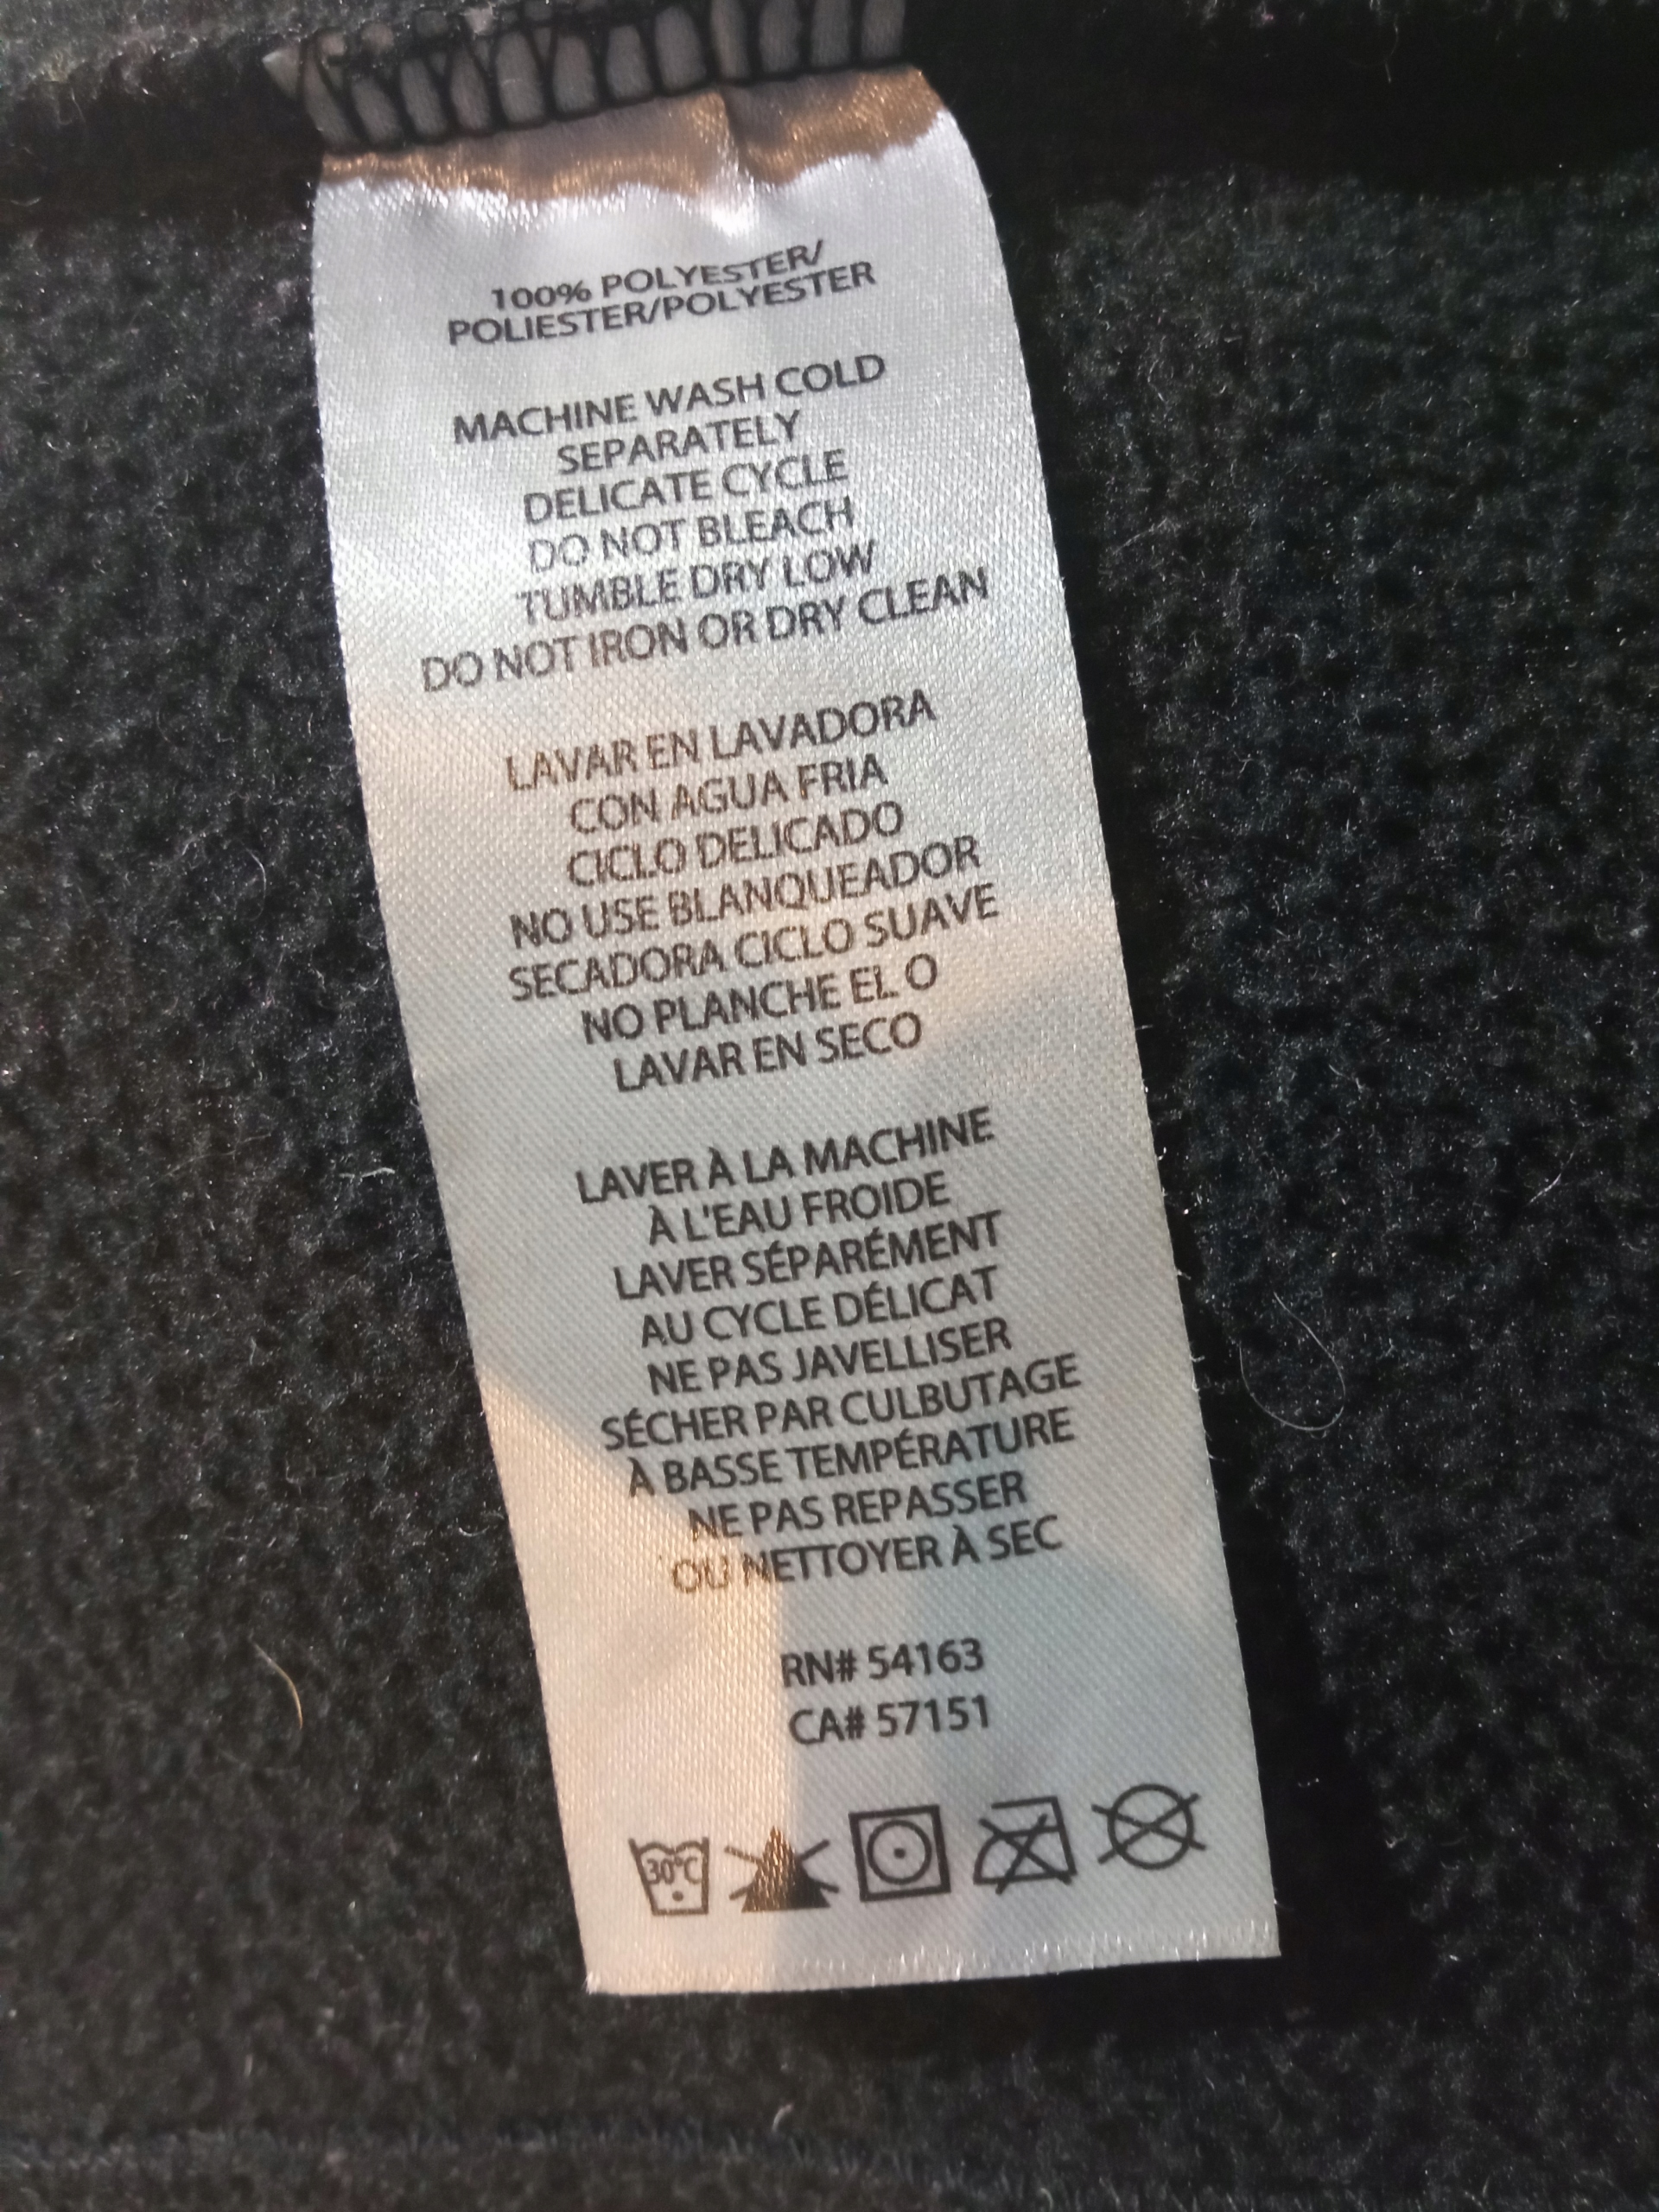 100% POLYESTER/
POLIESTER/POLYESTER
MACHINE WASH COLD
SEPARATELY
DELICATE CYCLE
DO NOT BLEACH
TUMBLE DRY LOW
DO NOT IRON OR DRY CLEAN
LAVAR EN LAVADORA
CON AGUA FRIA
CICLO DELICADO
NO USE BLANQUEADOR
SECADORA CICLO SUAVE
NO PLANCHE EL O
LAVAR EN SECO
LAVER À LA MACHINE
À L'EAU FROIDE
LAVER SÉPARÉMENT
AU CYCLE DÉLICAT
NE PAS JAVELLISER
SÉCHER PAR CULBUTAGE
À BASSE TEMPÉRATURE
NE PAS REPASSER
OU NETTOYER À SEC
RN# 54163
CA# 57151
30°C